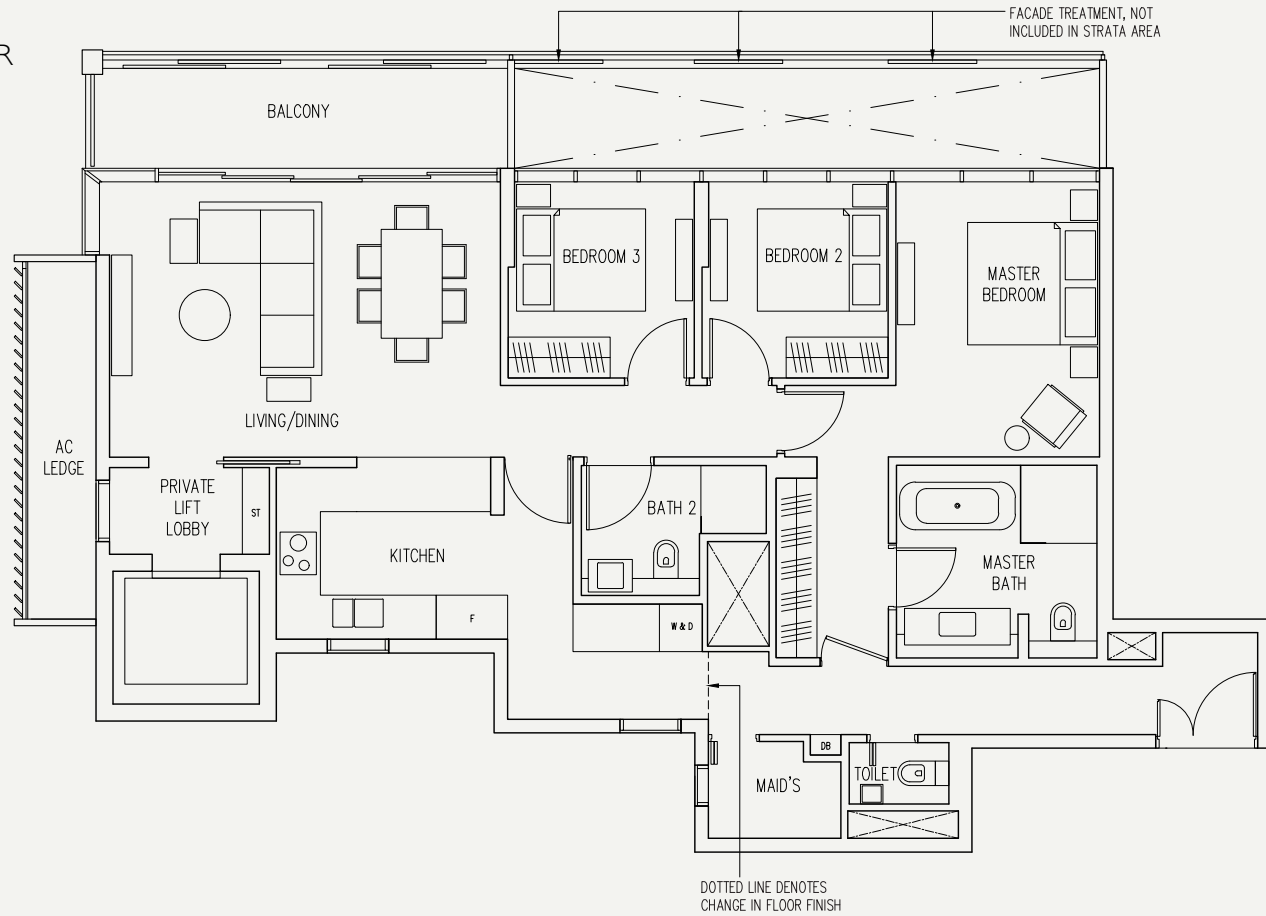 FACADE TREATMENT, NOT
INCLUDED IN STRATA AREA
R
BALCONY
BEDROOM 3
BEDROOM 2
MASTER
BEDROOM
LIVING/DINING
AC
LEDGE
PRIVATE
LIFT
LOBBY
ST
KITCHEN
BATH 2
MASTER
BATH
F
W & D
DB
TOILET
MAID'S
DOTTED LINE DENOTES
CHANGE IN FLOOR FINISH